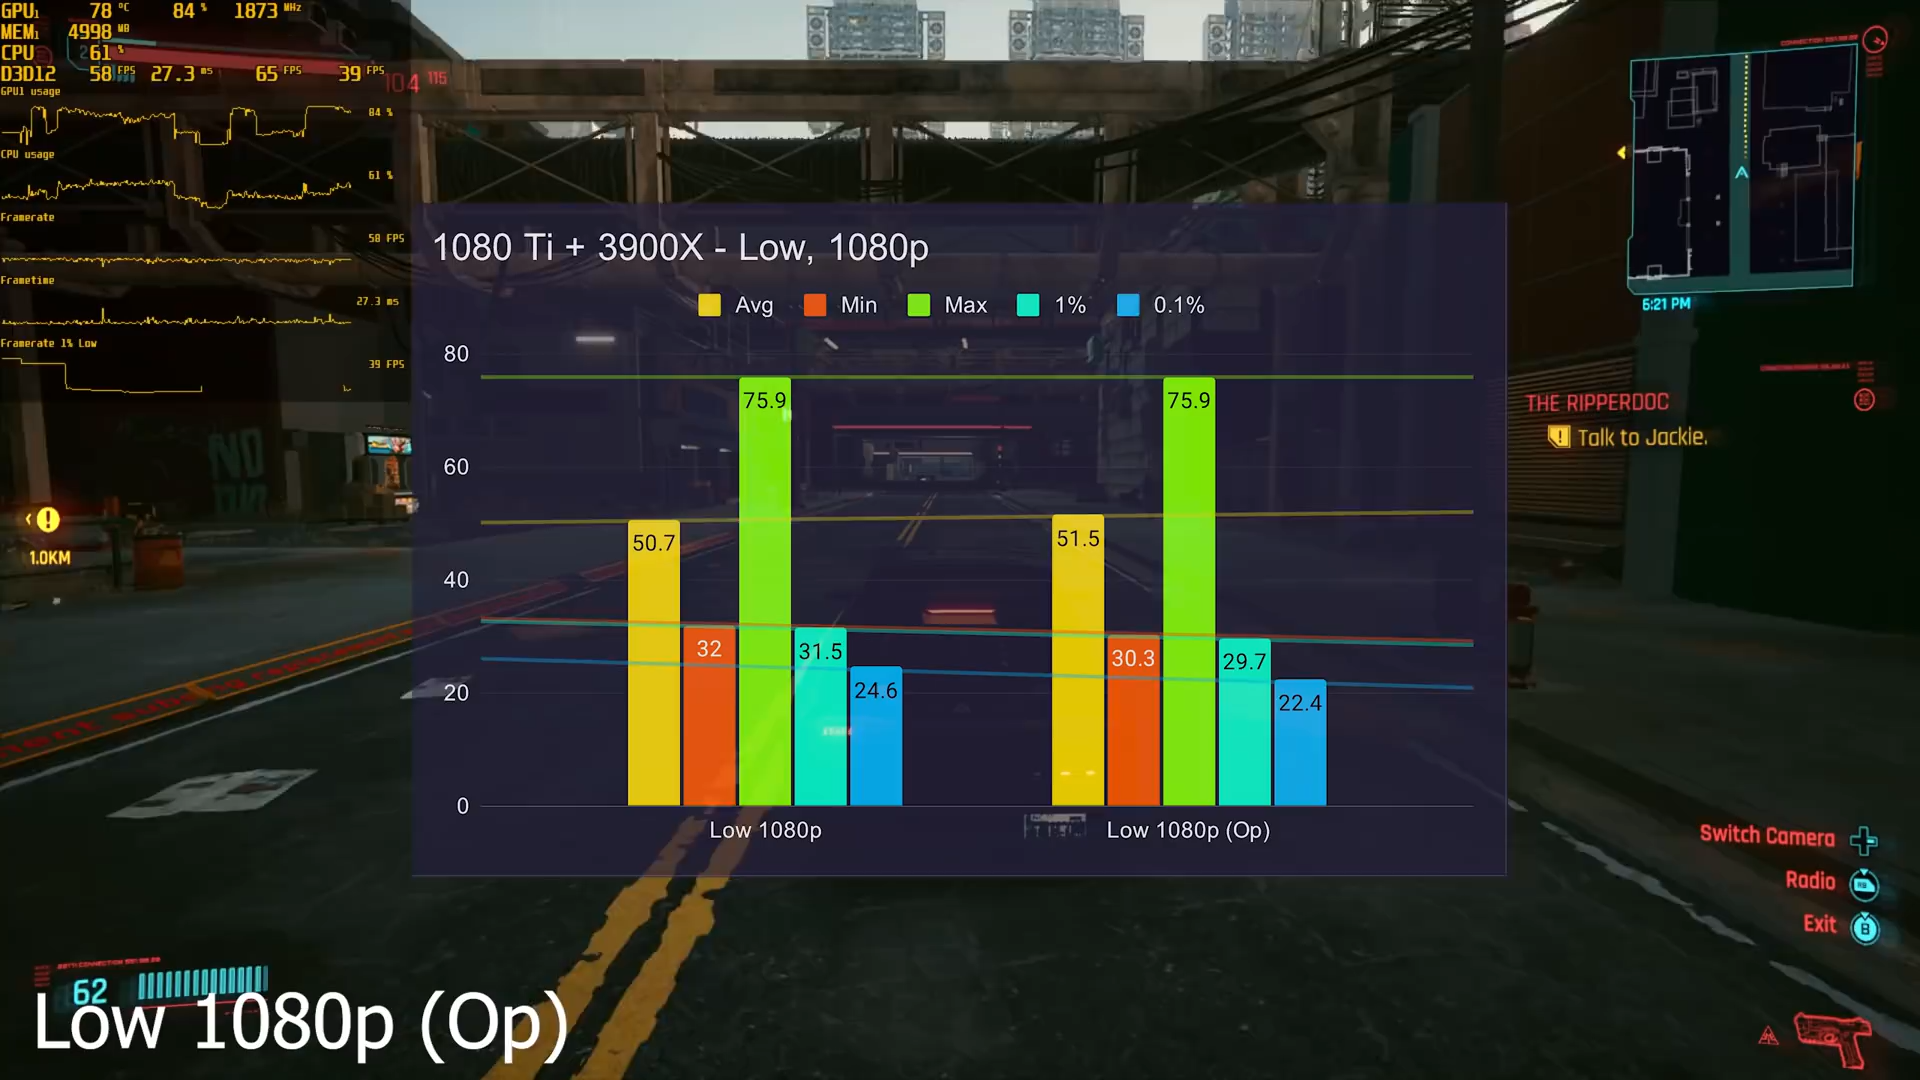 GPU1 78 °C 84 % 1873 MHz
MEM1 4998 MB
CPU 61 %
D3D12 58 FPS 27.3 ms 65 FPS 39 FPS
104 115
GPU1 usage
84 %
CPU usage
61 %
Framerate
58 FPS
Frametime
27.3 ms
Framerate 1% Low
39 FPS
1080 Ti + 3900X - Low, 1080p
Avg Min Max 1% 0.1%
80
60
40
20
0
75.9 75.9
50.7 51.5
32 31.5 30.3 29.7
24.6 22.4
Low 1080p Low 1080p (Op)
NO
1.0KM
6:21 PM
THE RIPPERDOC
Talk to Jackie.
Switch Camera
Radio
RB
Exit
B
62
Low 1080p (Op)